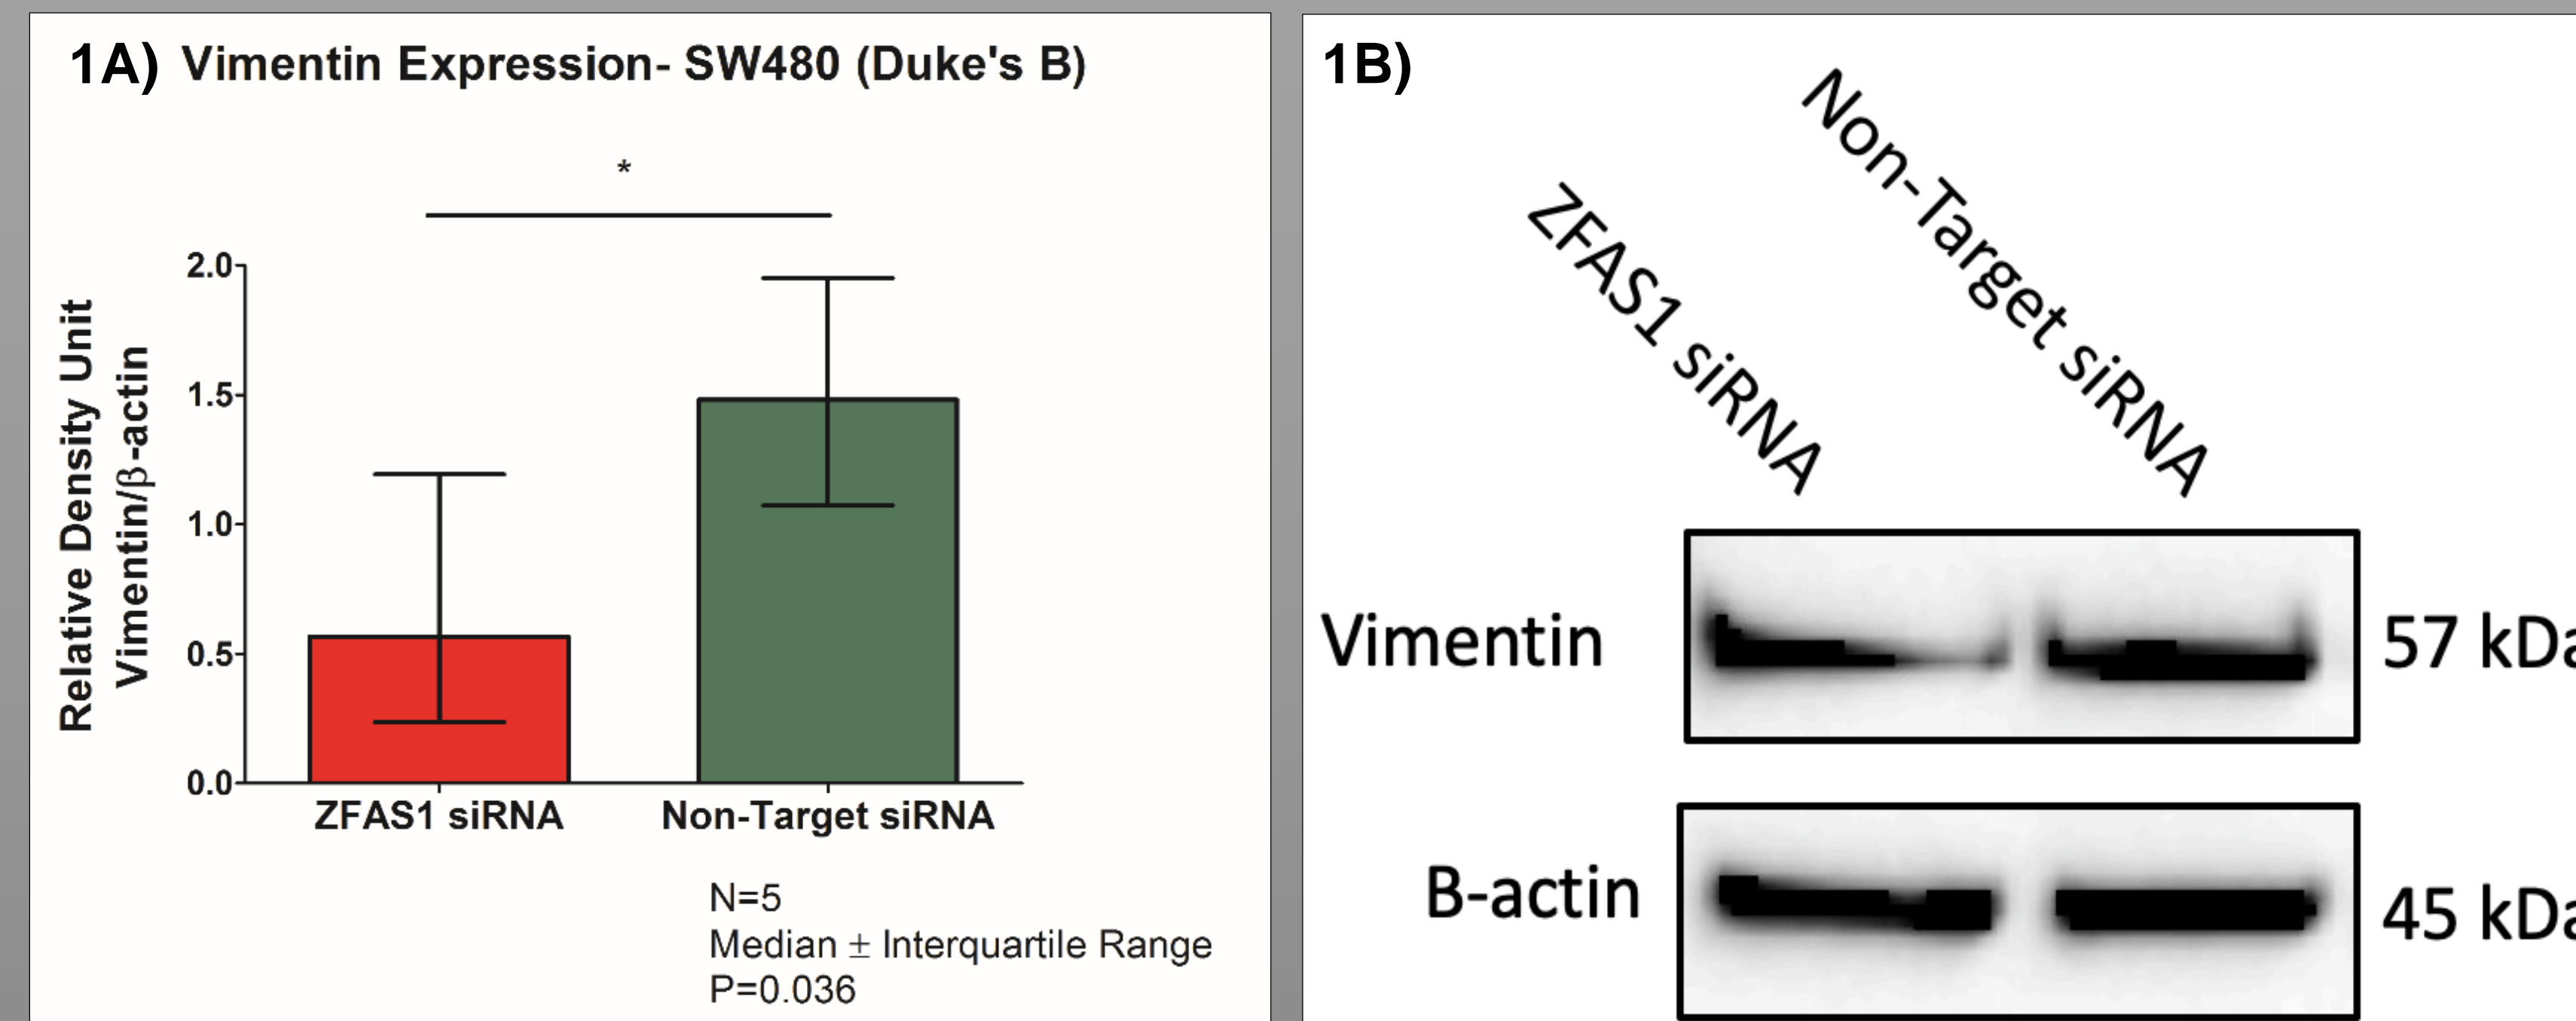 1A) Vimentin Expression- SW480 (Duke's B)
*
Relative Density Unit
Vimentin/β-actin
2.0
1.5
1.0
0.5
0.0
ZFAS1 siRNA Non-Target siRNA
N=5
Median ± Interquartile Range
P=0.036
1B)
ZFAS1 siRNA
Non-Target siRNA
Vimentin 57 kDa
B-actin 45 kDa